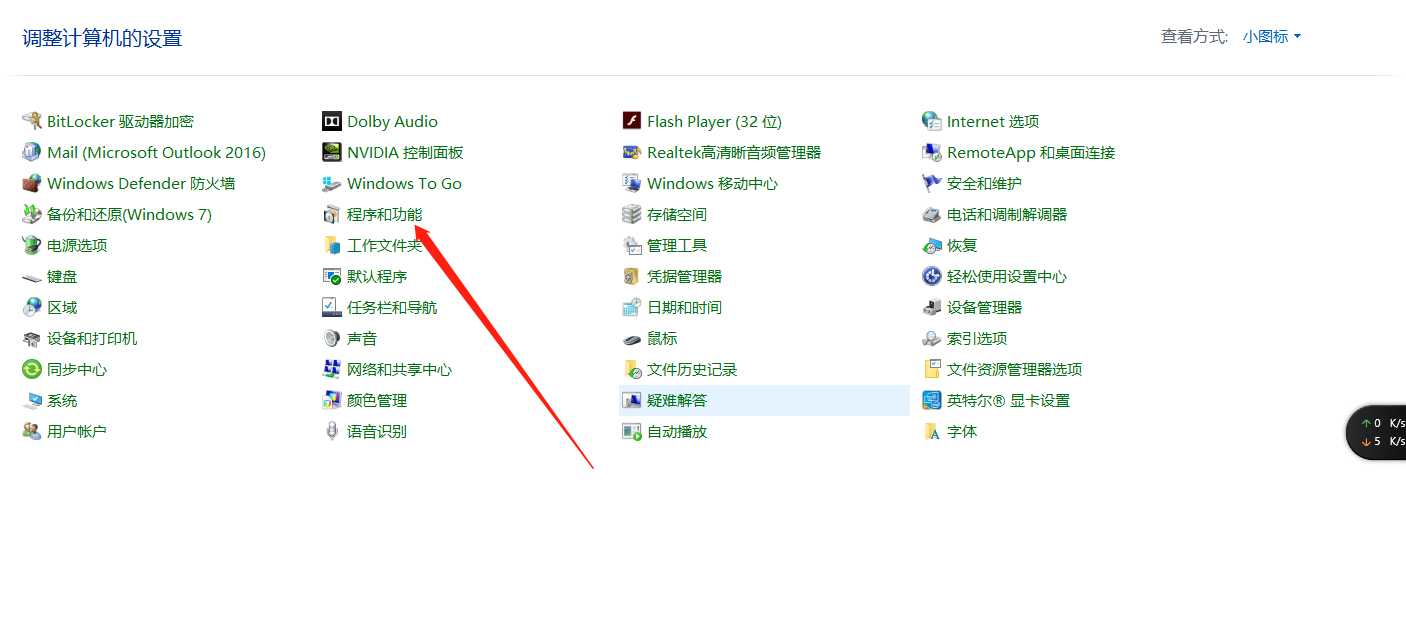 调整计算机的设置
查看方式: 小图标
BitLocker 驱动器加密 Dolby Audio Flash Player (32 位) Internet 选项
Mail (Microsoft Outlook 2016) NVIDIA 控制面板 Realtek高清晰音频管理器 RemoteApp 和桌面连接
Windows Defender 防火墙 Windows To Go Windows 移动中心 安全和维护
备份和还原(Windows 7) 程序和功能 存储空间 电话和调制解调器
电源选项 工作文件夹 管理工具 恢复
键盘 默认程序 凭据管理器 轻松使用设置中心
区域 任务栏和导航 日期和时间 设备管理器
设备和打印机 声音 鼠标 索引选项
同步中心 网络和共享中心 文件历史记录 文件资源管理器选项
系统 颜色管理 疑难解答 英特尔® 显卡设置
用户帐户 语音识别 自动播放 字体
0 K/s
5 K/s